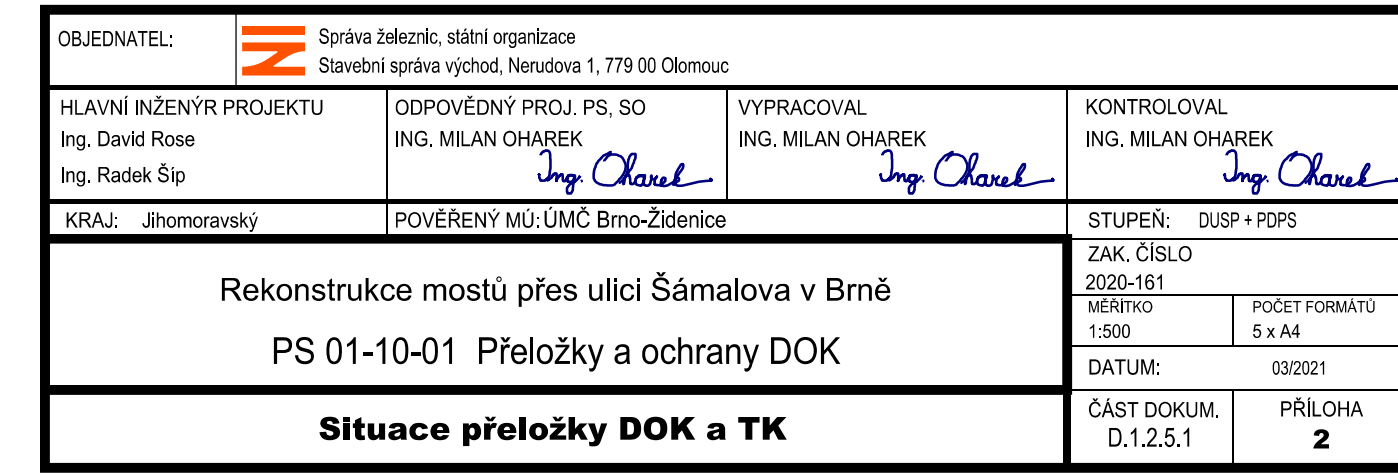 OBJEDNATEL:
Správa železnic, státní organizace
Stavební správa východ, Nerudova 1, 779 00 Olomouc
HLAVNÍ INŽENÝR PROJEKTU
Ing. David Rose
Ing. Radek Šíp
ODPOVĚDNÝ PROJ. PS, SO
ING. MILAN OHAREK
Ing. Oharek
VYPRACOVAL
ING. MILAN OHAREK
Ing. Oharek
KONTROLOVAL
ING. MILAN OHAREK
Ing. Oharek
KRAJ: Jihomoravský
POVĚŘENÝ MÚ: ÚMČ Brno-Židenice
STUPEŇ: DUSP + PDPS
Rekonstrukce mostů přes ulici Šámalova v Brně
PS 01-10-01 Přeložky a ochrany DOK
ZAK. ČÍSLO
2020-161
MĚŘÍTKO
1:500
POČET FORMÁTŮ
5 x A4
DATUM: 03/2021
Situace přeložky DOK a TK
ČÁST DOKUM.
D.1.2.5.1
PŘÍLOHA
2